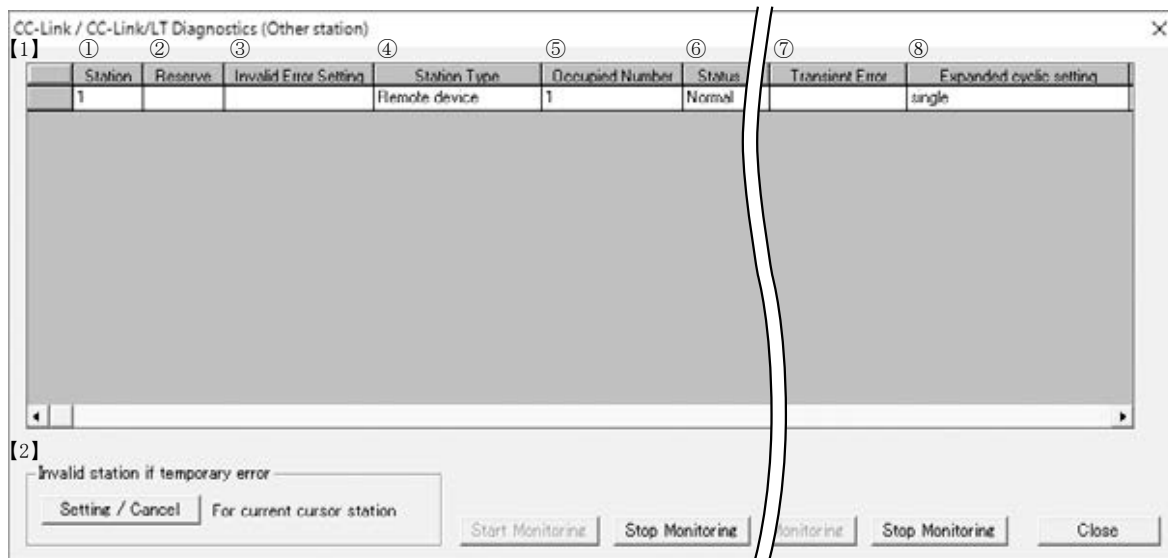 CC-Link / CC-Link/LT Diagnostics (Other station)
【1】 ① ② ③ ④ ⑤ ⑥ ⑦ ⑧
Station Reserve Invalid Error Setting Station Type Occupied Number Status Transient Error Expanded cyclic setting
1 Remote device 1 Normal single
【2】
Invalid station if temporary error
Setting / Cancel For current cursor station
Start Monitoring Stop Monitoring onitoring Stop Monitoring Close